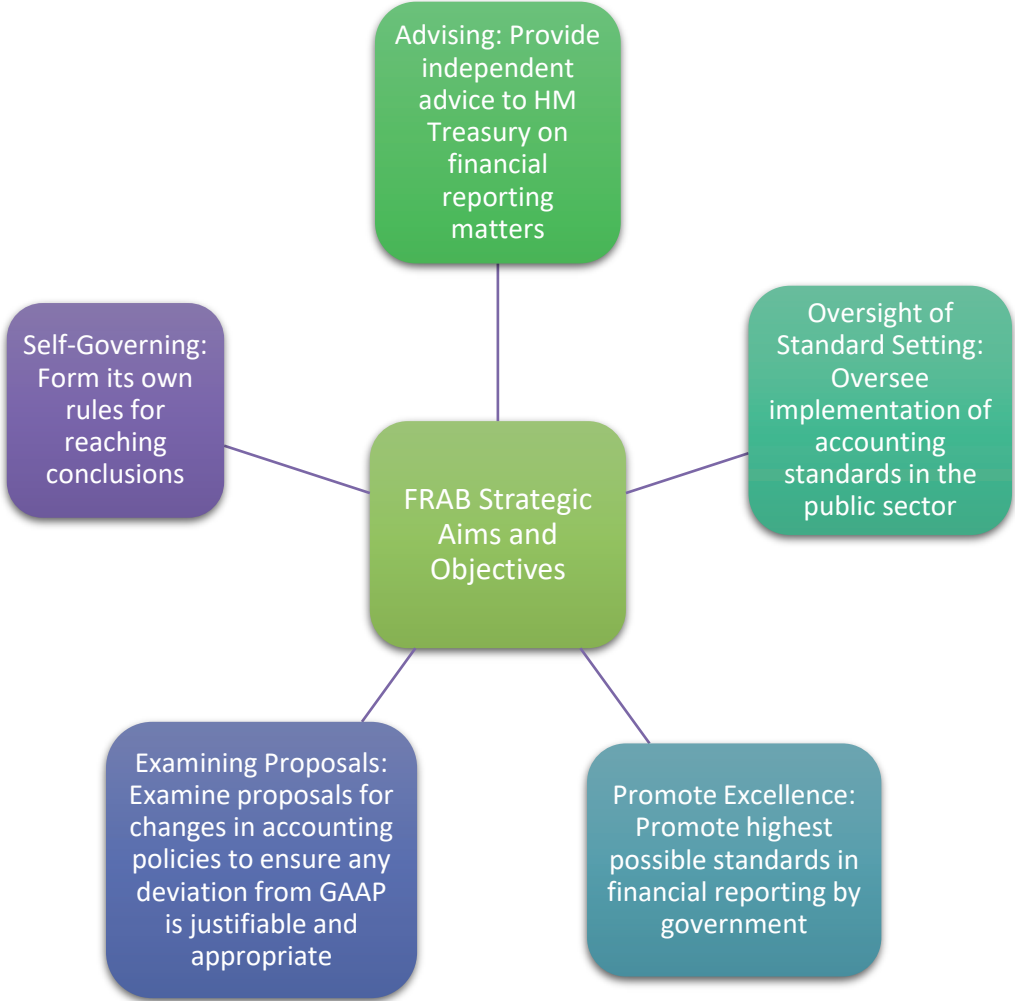 Advising: Provide
independent
advice to HM
Treasury on
financial
reporting
matters
Oversight of
Standard Setting:
Oversee
implementation of
accounting
standards in the
public sector
Self-Governing:
Form its own
rules for
reaching
conclusions
FRAB Strategic
Aims and
Objectives
Examining Proposals:
Examine proposals for
changes in accounting
policies to ensure any
deviation from GAAP
is justifiable and
appropriate
Promote Excellence:
Promote highest
possible standards in
financial reporting by
government